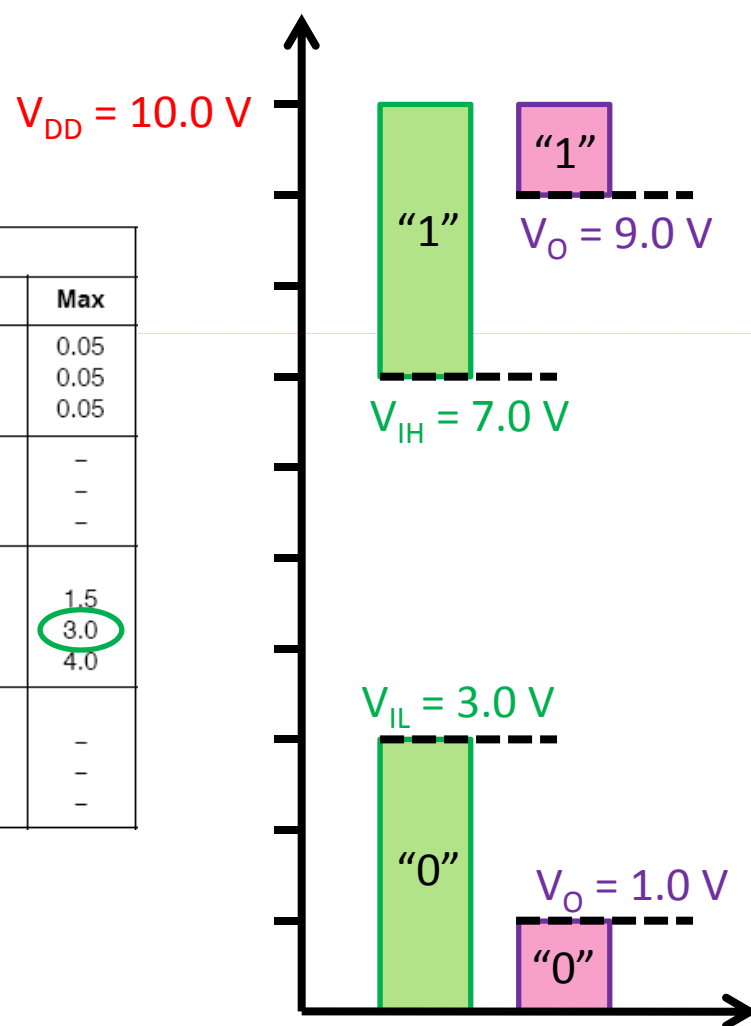 V_DD = 10.0 V
Max
0.05
0.05
0.05
–
–
–
1.5
3.0
4.0
–
–
–
“1”
“1”
V_O = 9.0 V
V_IH = 7.0 V
V_IL = 3.0 V
“0”
V_O = 1.0 V
“0”